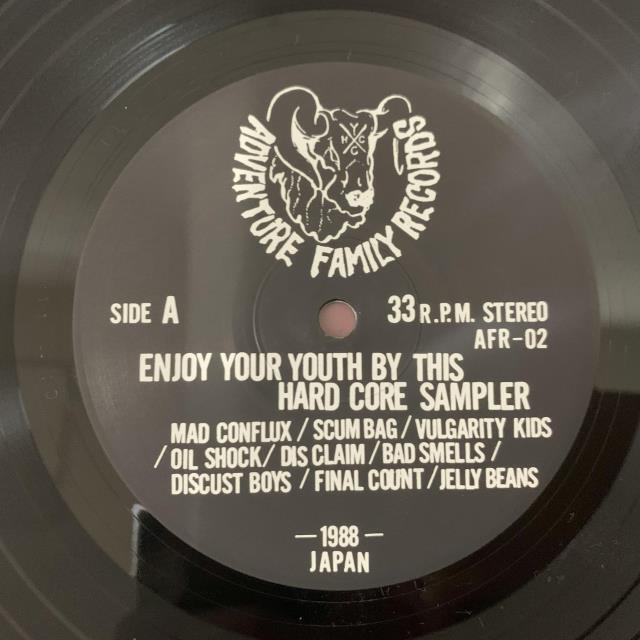 HYCC
ADVENTURE FAMILY RECORDS
SIDE A
33 R.P.M. STEREO
AFR-02
ENJOY YOUR YOUTH BY THIS
HARD CORE SAMPLER
MAD CONFLUX / SCUM BAG / VULGARITY KIDS
/ OIL SHOCK / DIS CLAIM / BAD SMELLS /
DISCUST BOYS / FINAL COUNT / JELLY BEANS
— 1988 —
JAPAN